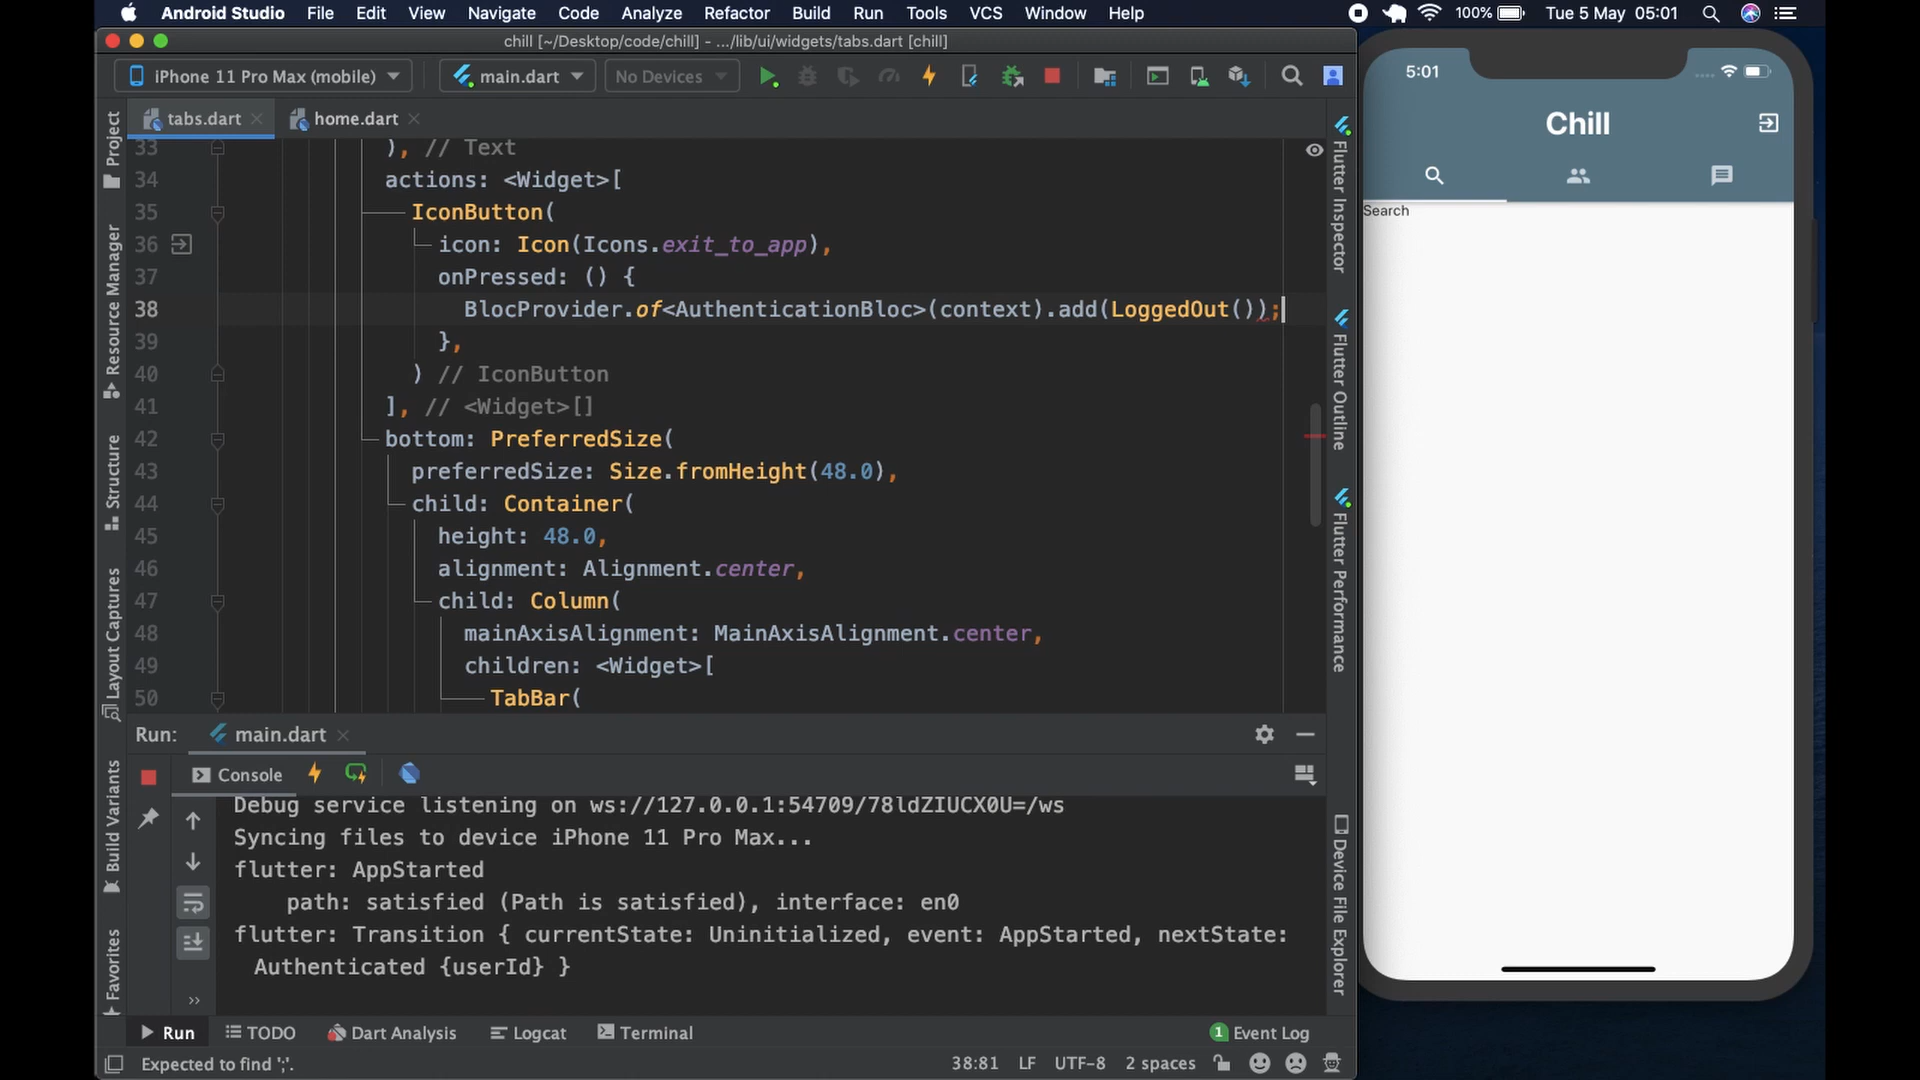 Android Studio File Edit View Navigate Code Analyze Refactor Build Run Tools VCS Window Help 100% Tue 5 May 05:01
chill [~/Desktop/code/chill] - .../lib/ui/widgets/tabs.dart [chill]
iPhone 11 Pro Max (mobile) main.dart No Devices
tabs.dart home.dart
33 ), // Text
34 actions: <Widget>[
35 IconButton(
36 icon: Icon(Icons.exit_to_app),
37 onPressed: () {
38 BlocProvider.of<AuthenticationBloc>(context).add(LoggedOut());
39 },
40 ) // IconButton
41 ], // <Widget>[]
42 bottom: PreferredSize(
43 preferredSize: Size.fromHeight(48.0),
44 child: Container(
45 height: 48.0,
46 alignment: Alignment.center,
47 child: Column(
48 mainAxisAlignment: MainAxisAlignment.center,
49 children: <Widget>[
50 TabBar(
Project
Resource Manager
Structure
Layout Captures
Build Variants
Favorites
Flutter Inspector
Flutter Outline
Flutter Performance
Device File Explorer
Run: main.dart
Console
Debug service listening on ws://127.0.0.1:54709/78ldZIUCX0U=/ws
Syncing files to device iPhone 11 Pro Max...
flutter: AppStarted
path: satisfied (Path is satisfied), interface: en0
flutter: Transition { currentState: Uninitialized, event: AppStarted, nextState:
Authenticated {userId} }
Run TODO Dart Analysis Logcat Terminal 1 Event Log
Expected to find ';'. 38:81 LF UTF-8 2 spaces
5:01
Chill
Search